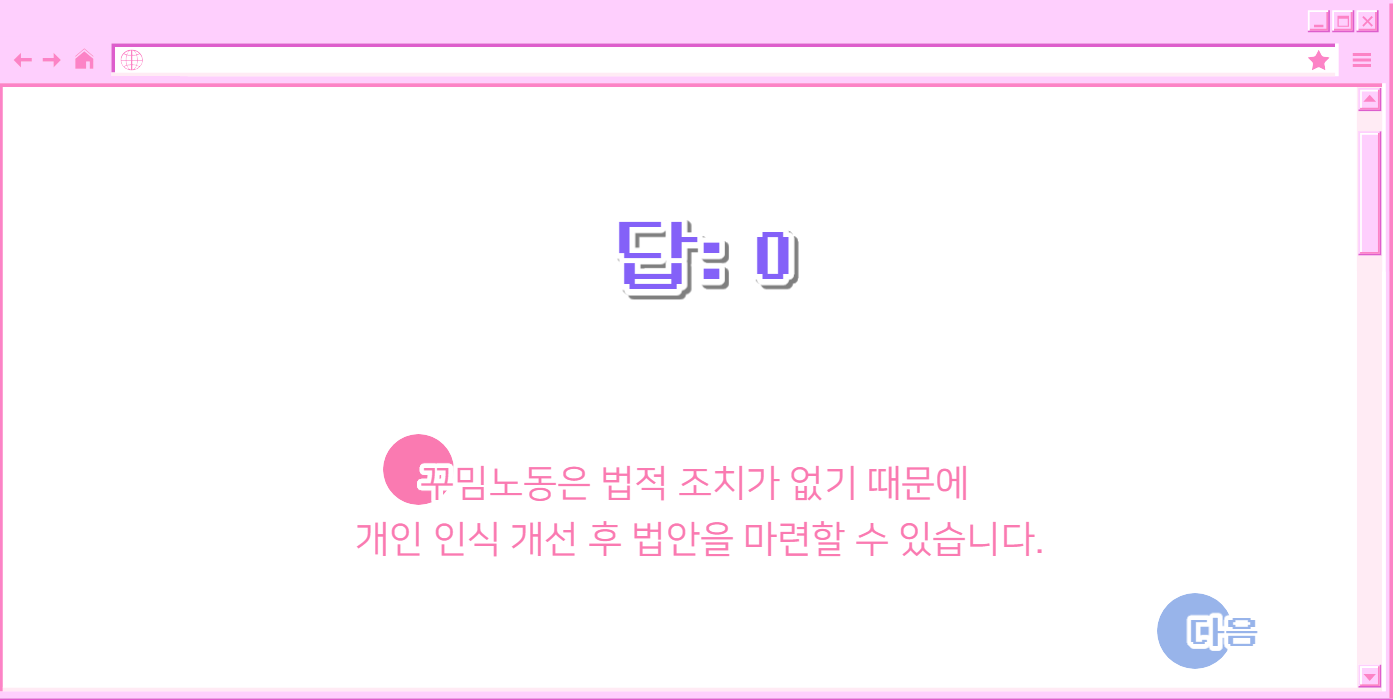 답: O
꾸밈노동은 법적 조치가 없기 때문에
개인 인식 개선 후 법안을 마련할 수 있습니다.
다음